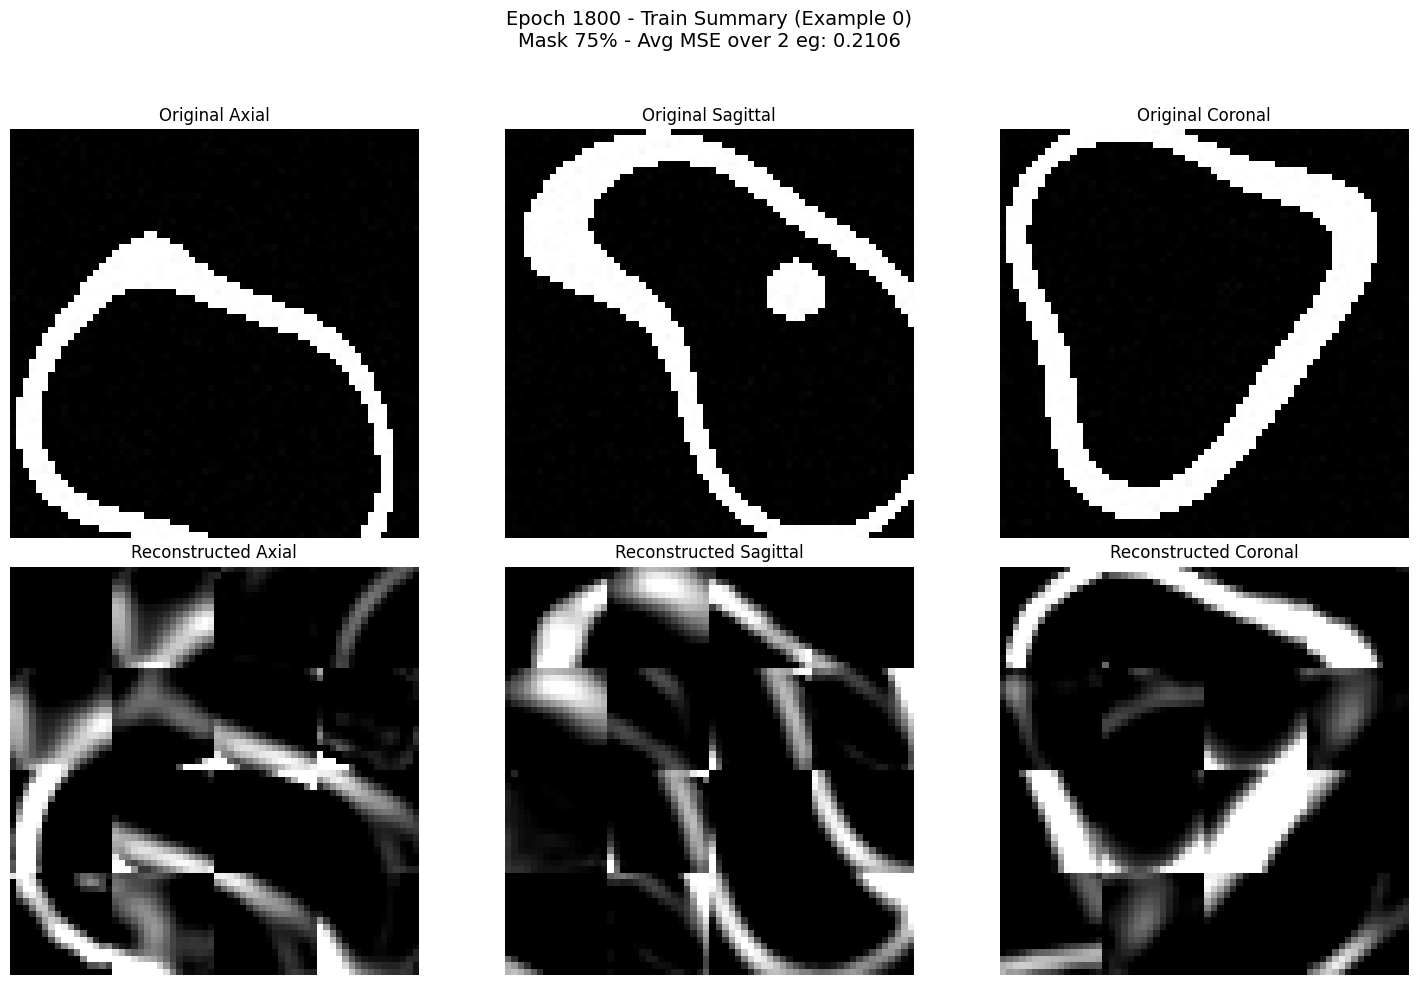 Epoch 1800 - Train Summary (Example 0)
Mask 75% - Avg MSE over 2 eg: 0.2106
Original Axial
Original Sagittal
Original Coronal
Reconstructed Axial
Reconstructed Sagittal
Reconstructed Coronal